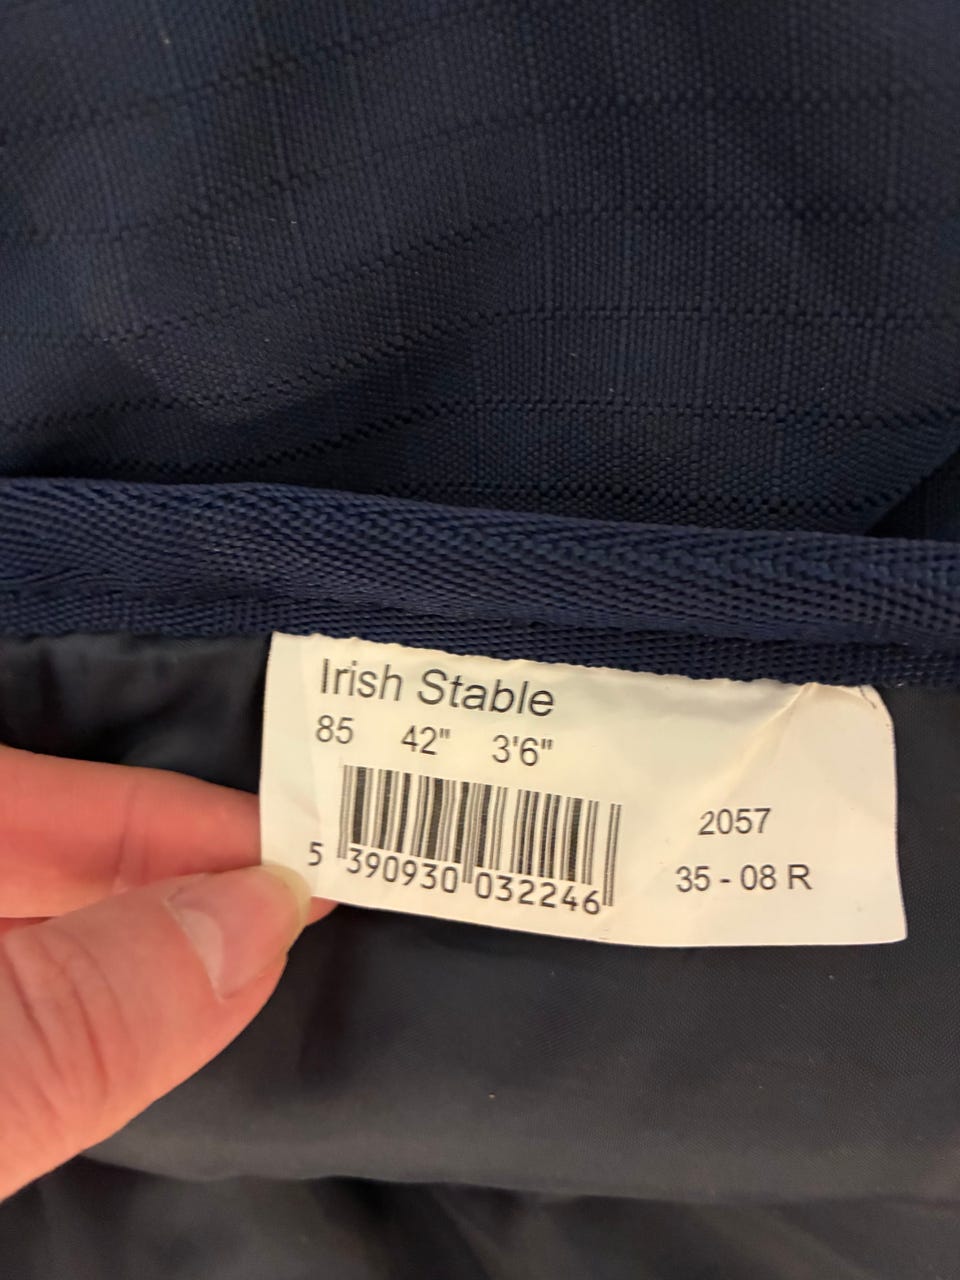 Irish Stable
85 42" 3'6"
5 390930 032246
2057
35 - 08 R